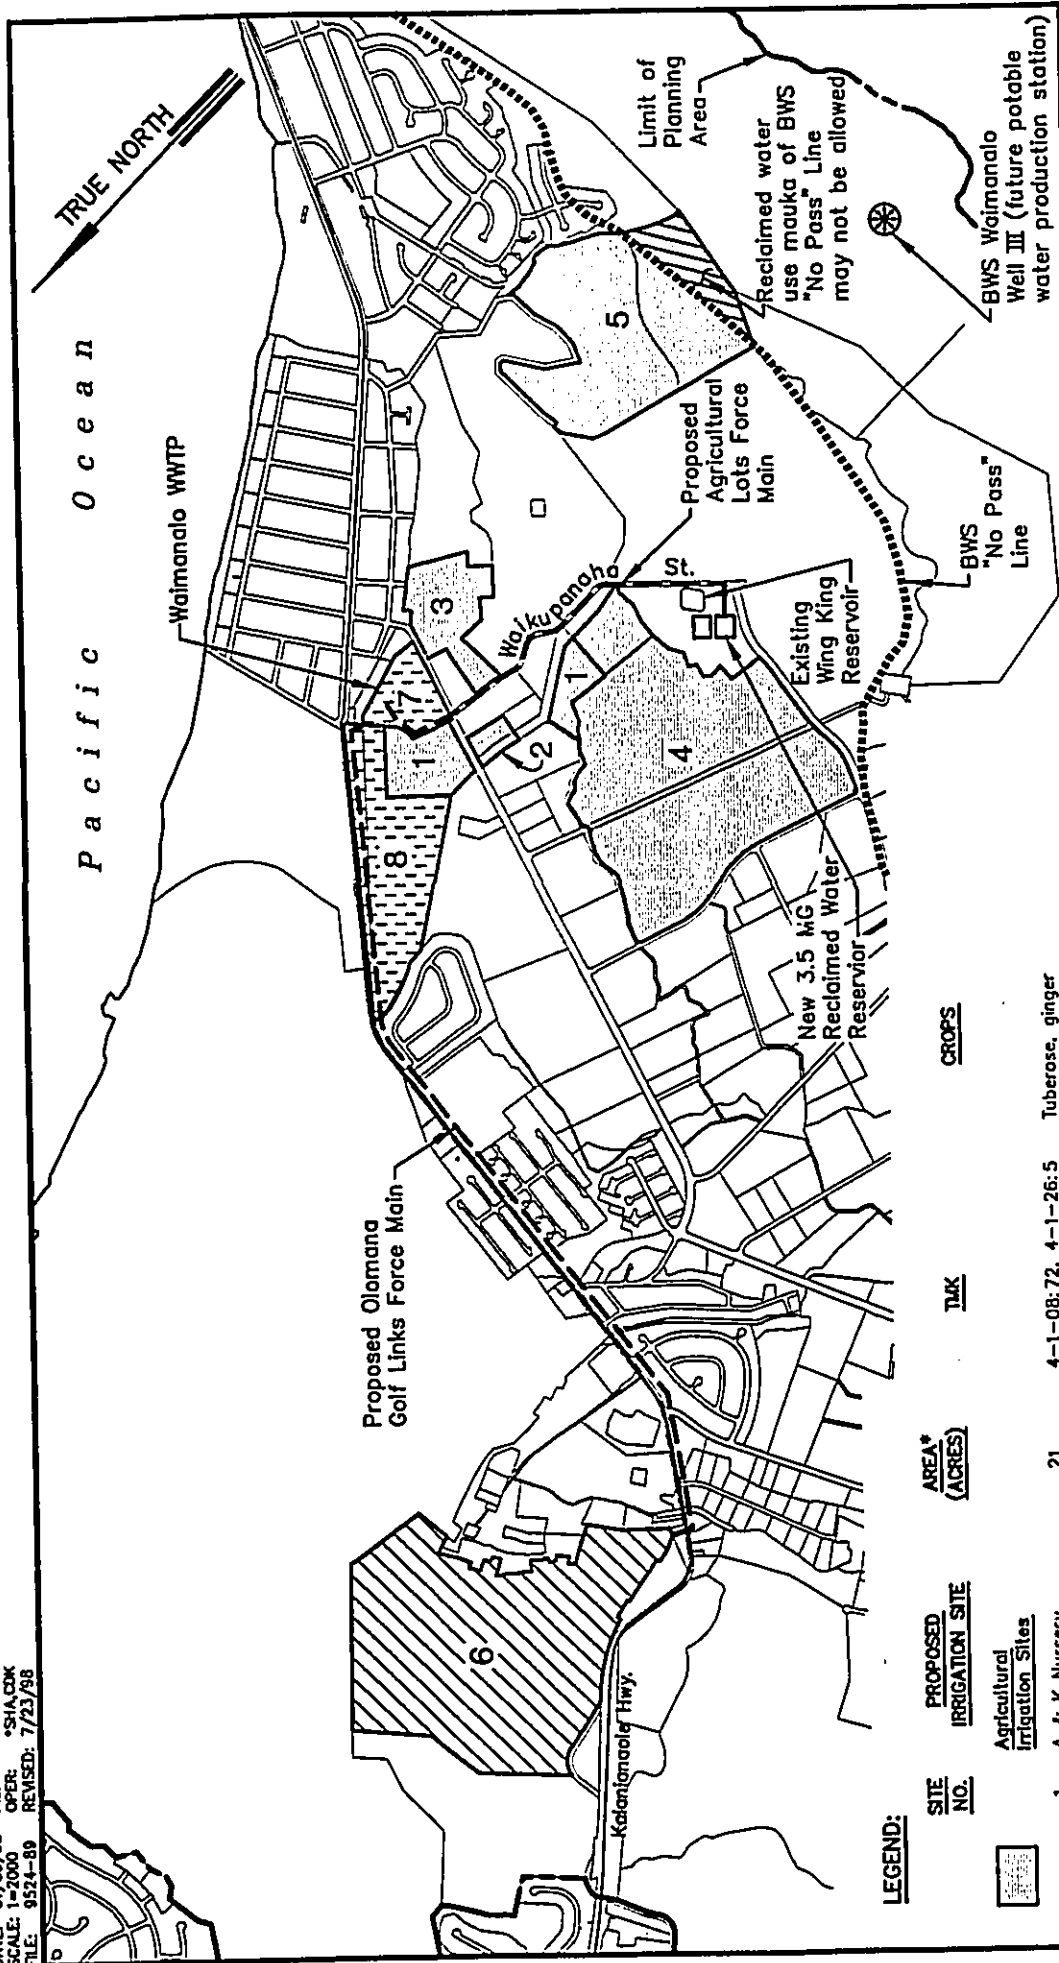 SCALE: 1=2000 OPER: *SHA,CDK
FILE: 9524-89 REVISED: 7/23/98
TRUE NORTH
Pacific Ocean
Waimanalo WWTP
Limit of
Planning
Area
Reclaimed water
use mauka of BWS
"No Pass" Line
may not be allowed
BWS Waimanalo
Well III (future potable
water production station)
BWS
"No Pass"
Line
Proposed
Agricultural
Lots Force
Main
Waikupanaha St.
Existing
Wing King
Reservoir
New 3.5 MG
Reclaimed Water
Reservior
Proposed Olomana
Golf Links Force Main
Kalanianaole Hwy.
1
1
2
3
4
5
6
7
8
LEGEND:
SITE NO.
PROPOSED IRRIGATION SITE
AREA* (ACRES)
TMK
CROPS
Agricultural
Irrigation Sites
1 A & K Nursery 21 4-1-08:72, 4-1-26:5 Tuberose, ginger